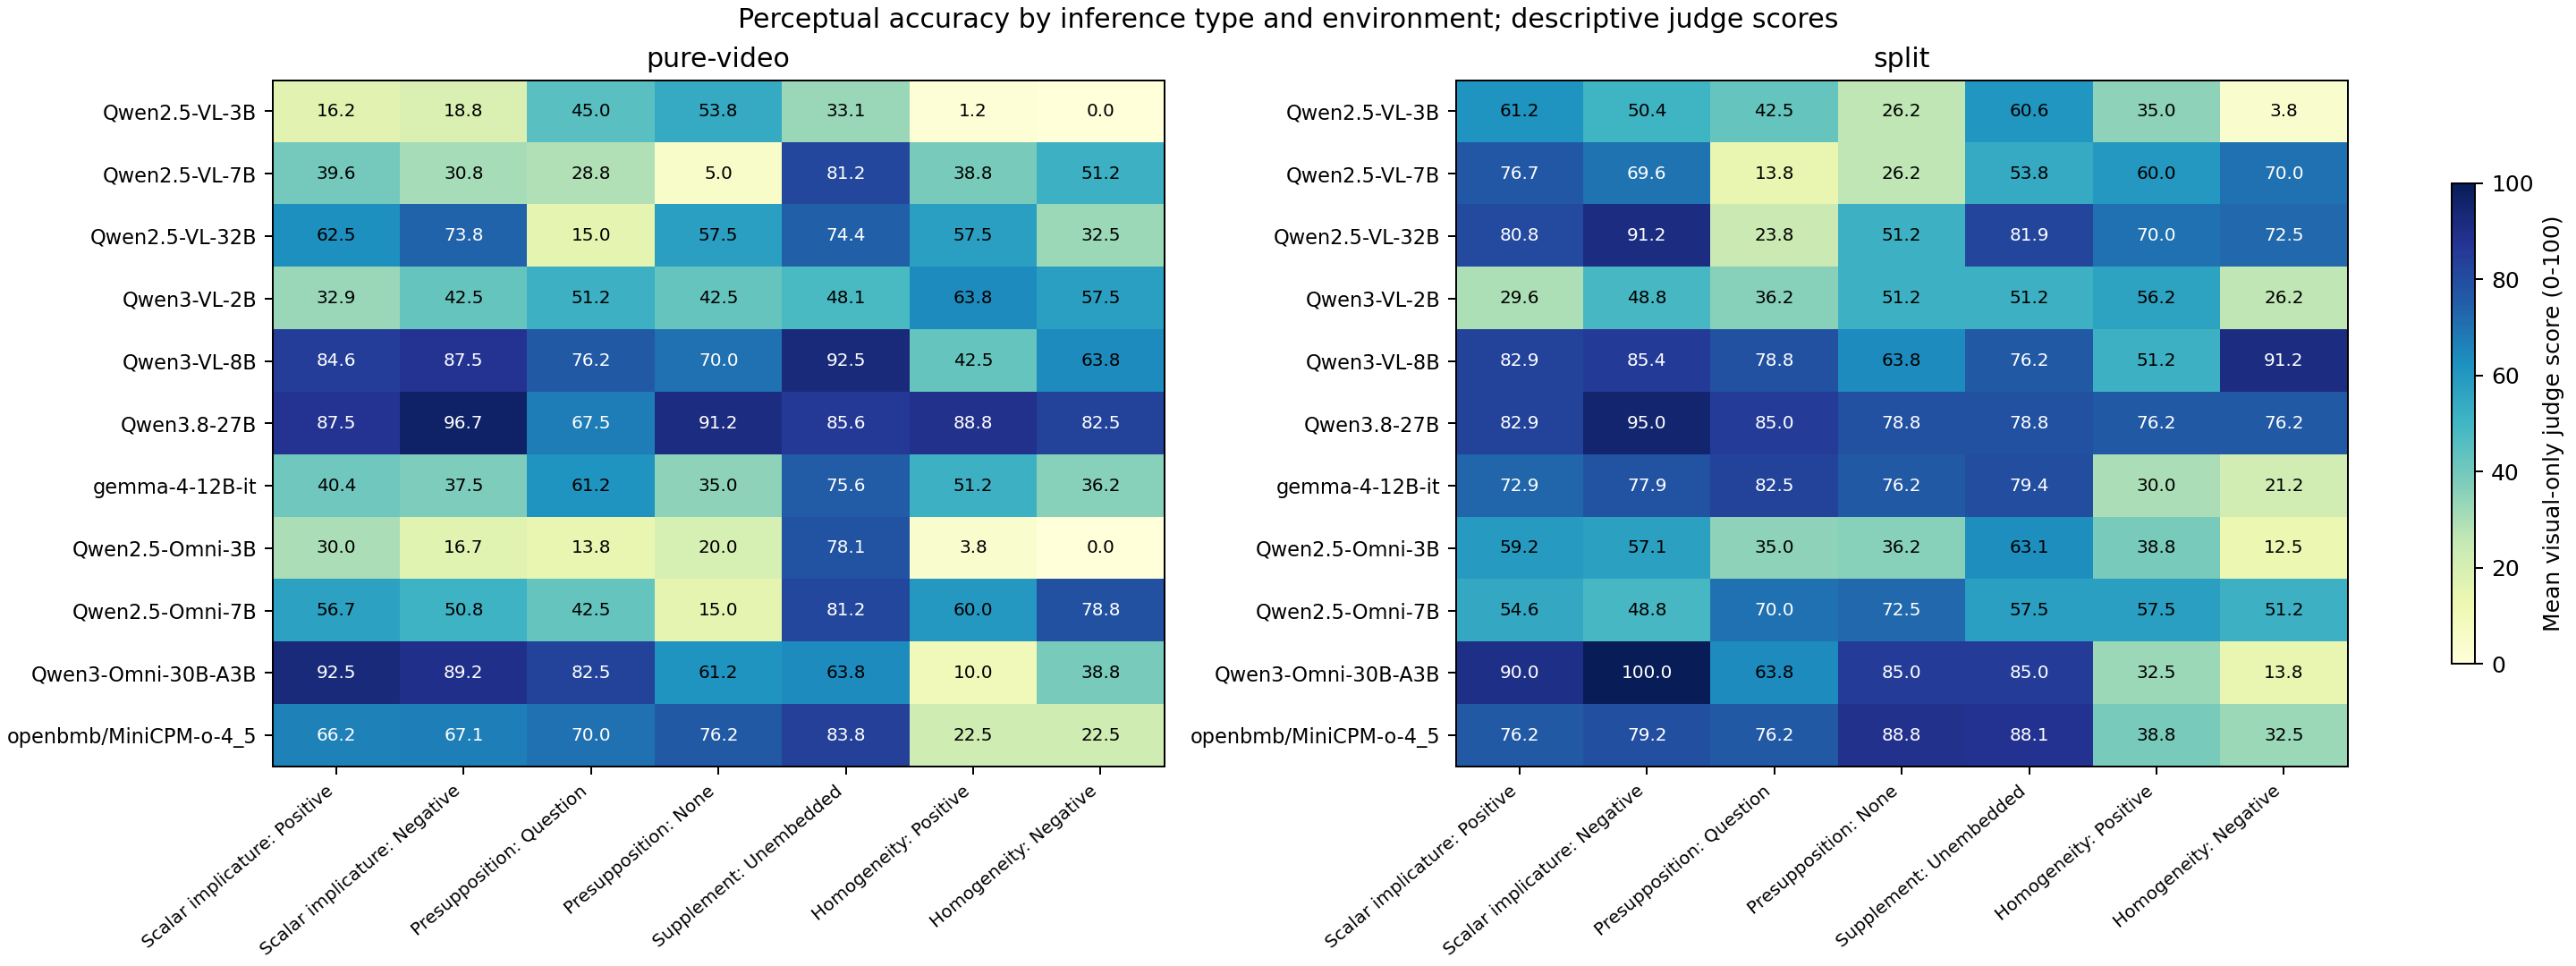 Perceptual accuracy by inference type and environment; descriptive judge scores
pure-video
Qwen2.5-VL-3B 16.2 18.8 45.0 53.8 33.1 1.2 0.0
Qwen2.5-VL-7B 39.6 30.8 28.8 5.0 81.2 38.8 51.2
Qwen2.5-VL-32B 62.5 73.8 15.0 57.5 74.4 57.5 32.5
Qwen3-VL-2B 32.9 42.5 51.2 42.5 48.1 63.8 57.5
Qwen3-VL-8B 84.6 87.5 76.2 70.0 92.5 42.5 63.8
Qwen3.8-27B 87.5 96.7 67.5 91.2 85.6 88.8 82.5
gemma-4-12B-it 40.4 37.5 61.2 35.0 75.6 51.2 36.2
Qwen2.5-Omni-3B 30.0 16.7 13.8 20.0 78.1 3.8 0.0
Qwen2.5-Omni-7B 56.7 50.8 42.5 15.0 81.2 60.0 78.8
Qwen3-Omni-30B-A3B 92.5 89.2 82.5 61.2 63.8 10.0 38.8
openbmb/MiniCPM-o-4_5 66.2 67.1 70.0 76.2 83.8 22.5 22.5
Scalar implicature: Positive
Scalar implicature: Negative
Presupposition: Question
Presupposition: None
Supplement: Unembedded
Homogeneity: Positive
Homogeneity: Negative
split
Qwen2.5-VL-3B 61.2 50.4 42.5 26.2 60.6 35.0 3.8
Qwen2.5-VL-7B 76.7 69.6 13.8 26.2 53.8 60.0 70.0
Qwen2.5-VL-32B 80.8 91.2 23.8 51.2 81.9 70.0 72.5
Qwen3-VL-2B 29.6 48.8 36.2 51.2 51.2 56.2 26.2
Qwen3-VL-8B 82.9 85.4 78.8 63.8 76.2 51.2 91.2
Qwen3.8-27B 82.9 95.0 85.0 78.8 78.8 76.2 76.2
gemma-4-12B-it 72.9 77.9 82.5 76.2 79.4 30.0 21.2
Qwen2.5-Omni-3B 59.2 57.1 35.0 36.2 63.1 38.8 12.5
Qwen2.5-Omni-7B 54.6 48.8 70.0 72.5 57.5 57.5 51.2
Qwen3-Omni-30B-A3B 90.0 100.0 63.8 85.0 85.0 32.5 13.8
openbmb/MiniCPM-o-4_5 76.2 79.2 76.2 88.8 88.1 38.8 32.5
Scalar implicature: Positive
Scalar implicature: Negative
Presupposition: Question
Presupposition: None
Supplement: Unembedded
Homogeneity: Positive
Homogeneity: Negative
100
80
60
40
20
0
Mean visual-only judge score (0-100)